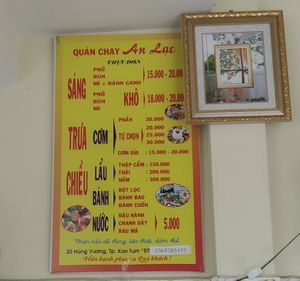 QUÁN CHAY An Lạc
THỰC ĐƠN
SÁNG
PHỞ
BÚN
MÌ + BÁNH CANH
15.000 - 20.000
PHỞ
BÚN
MÌ
KHÔ
18.000 - 20.000
TRƯA
CHIỀU
CƠM
PHẦN 30.000
TỰ CHỌN
20.000
25.000
30.000
CƠM DĨA : 15.000 - 20.000
LẨU
THẬP CẨM : 150.000
THÁI : 200.000
NẤM : 300.000
BÁNH
BỘT LỌC
BÁNH BAO
BÁNH CUỐN
NƯỚC
ĐẬU NÀNH
CHANH DÂY
RAU MÁ
5.000
20 Hùng Vương, Tp. Kon Tum
Hân hạnh phục vụ Quý khách !